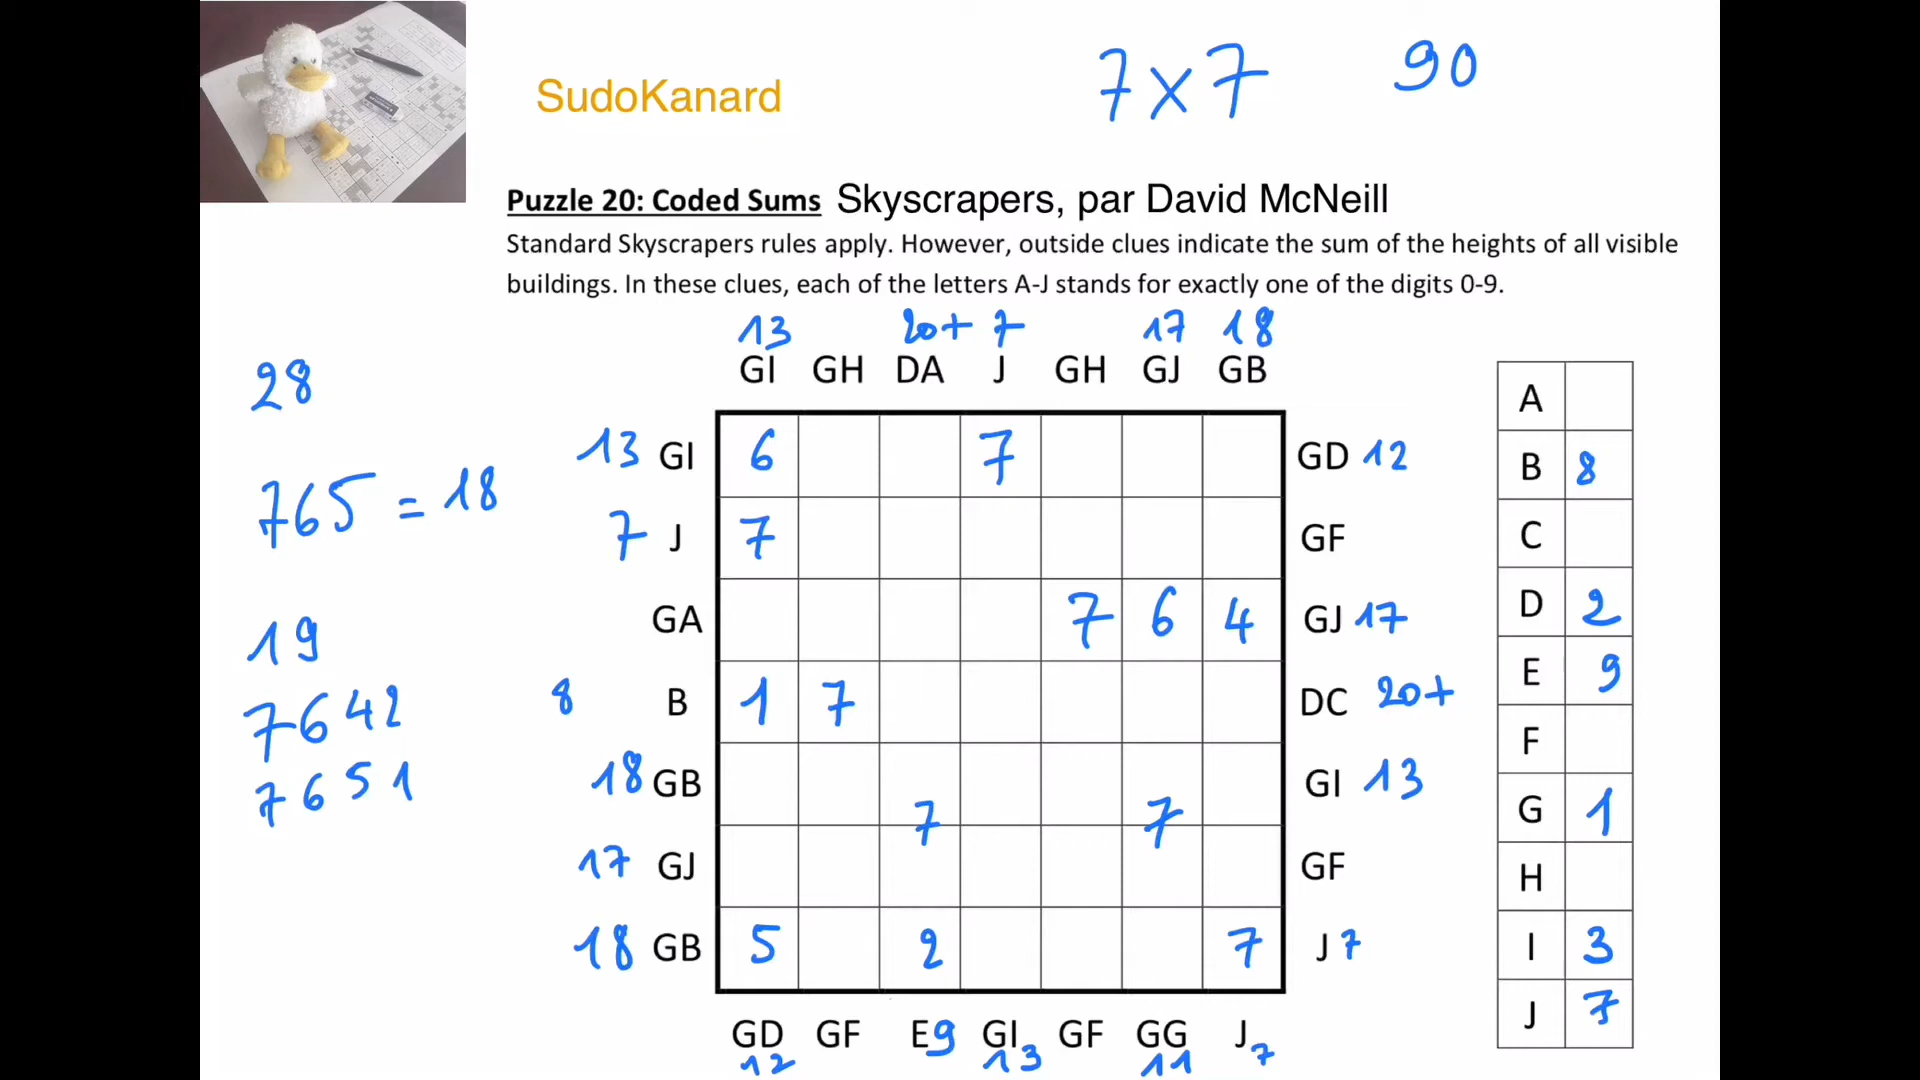 7x7 90
SudoKanard
Puzzle 20: Coded Sums Skyscrapers, par David McNeill
Standard Skyscrapers rules apply. However, outside clues indicate the sum of the heights of all visible
buildings. In these clues, each of the letters A-J stands for exactly one of the digits 0-9.
13 20+ 7 17 18
GI GH DA J GH GJ GB
28
13 GI 6 7 GD 12
765 = 18
7 J 7 GF
19
GA 7 6 4 GJ 17
7642
8 B 1 7 DC 20+
7651
18 GB GI 13
7 7
17 GJ GF
18 GB 5 2 7 J 7
GD GF E9 GI GF GG J7
12 13 11
A
B 8
C
D 2
E 9
F
G 1
H
I 3
J 7